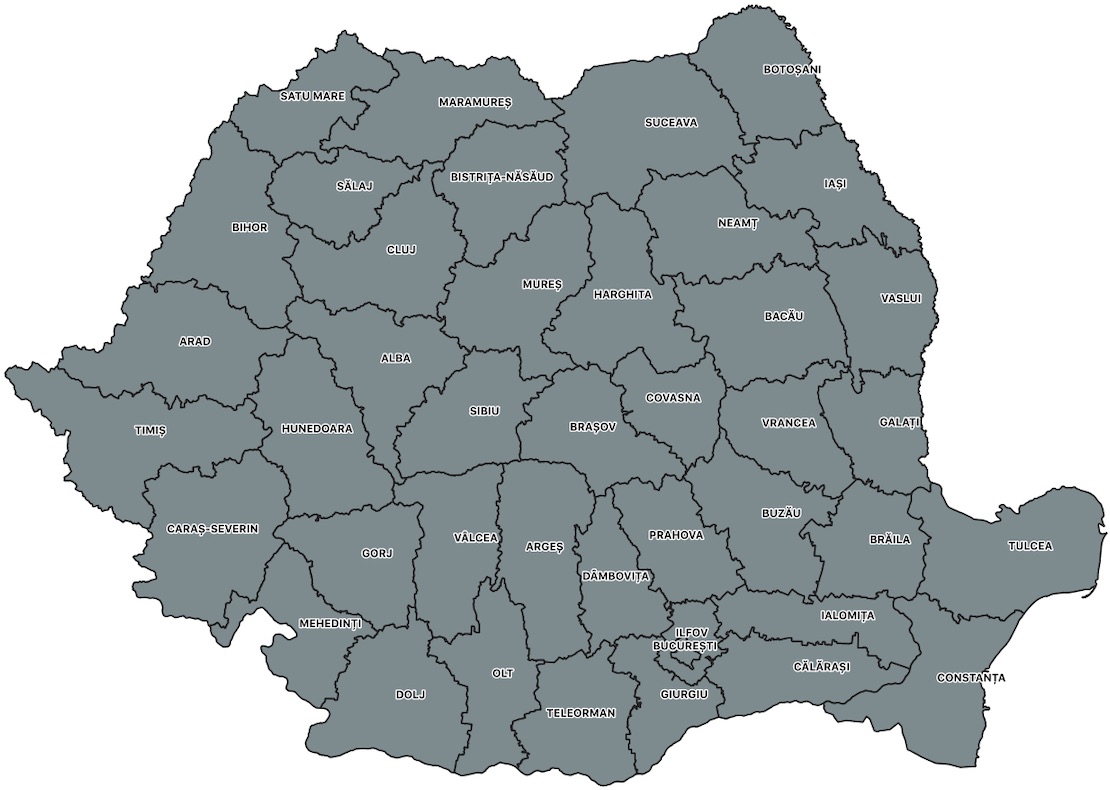 BOTOȘANI
SATU MARE
MARAMUREȘ
SUCEAVA
BISTRIȚA-NĂSĂUD
IAȘI
SĂLAJ
NEAMȚ
BIHOR
CLUJ
MUREȘ
HARGHITA
VASLUI
BACĂU
ARAD
ALBA
COVASNA
SIBIU
VRANCEA
GALAȚI
BRAȘOV
TIMIȘ
HUNEDOARA
BUZĂU
CARAȘ-SEVERIN
PRAHOVA
VÂLCEA
BRĂILA
ARGEȘ
TULCEA
GORJ
DÂMBOVIȚA
IALOMIȚA
MEHEDINȚI
ILFOV
BUCUREȘTI
CĂLĂRAȘI
OLT
CONSTANȚA
DOLJ
GIURGIU
TELEORMAN